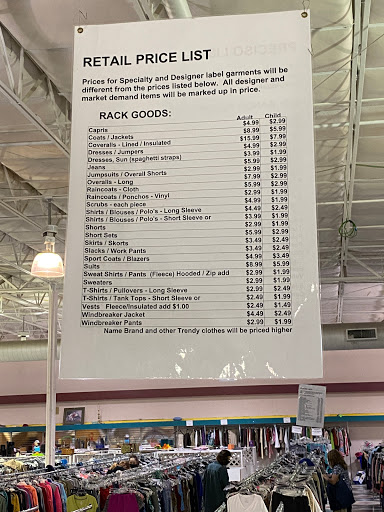 RETAIL PRICE LIST
Prices for Specialty and Designer label garments will be
different from the prices listed below. All designer and
market demand items will be marked up in price.
RACK GOODS: Adult Child
Capris $4.99 $2.99
Coats / Jackets $8.99 $5.99
Coveralls - Lined / Insulated $15.99 $7.99
Dresses / Jumpers $4.99 $2.99
Dresses, Sun (spaghetti straps) $3.99 $1.99
Jeans $5.99 $2.99
Jumpsuits / Overall Shorts $2.99 $1.99
Overalls - Long $7.99 $1.99
Raincoats - Cloth $5.99 $2.99
Raincoats / Ponchos - Vinyl $2.99 $1.99
Scrubs - each piece $4.99 $1.99
Shirts / Blouses / Polo's - Long Sleeve $4.49 $2.49
Shirts / Blouses / Polo's - Short Sleeve or $3.99 $1.99
Shorts $2.99 $1.99
Short Sets $5.99 $2.99
Skirts / Skorts $3.49 $2.49
Slacks / Work Pants $3.49 $2.49
Sport Coats / Blazers $4.99 $3.49
Suits $8.99 $5.99
Sweat Shirts / Pants (Fleece) Hooded / Zip add $2.99 $1.99
Sweaters $2.99 $1.99
T-Shirts / Pullovers - Long Sleeve $2.99 $2.49
T-Shirts / Tank Tops - Short Sleeve or $2.49 $1.99
Vests Fleece/Insulated add $1.00 $2.49 $1.49
Windbreaker Jacket $4.49 $2.49
Windbreaker Pants $2.99 $1.99
Name Brand and other Trendy clothes will be priced higher